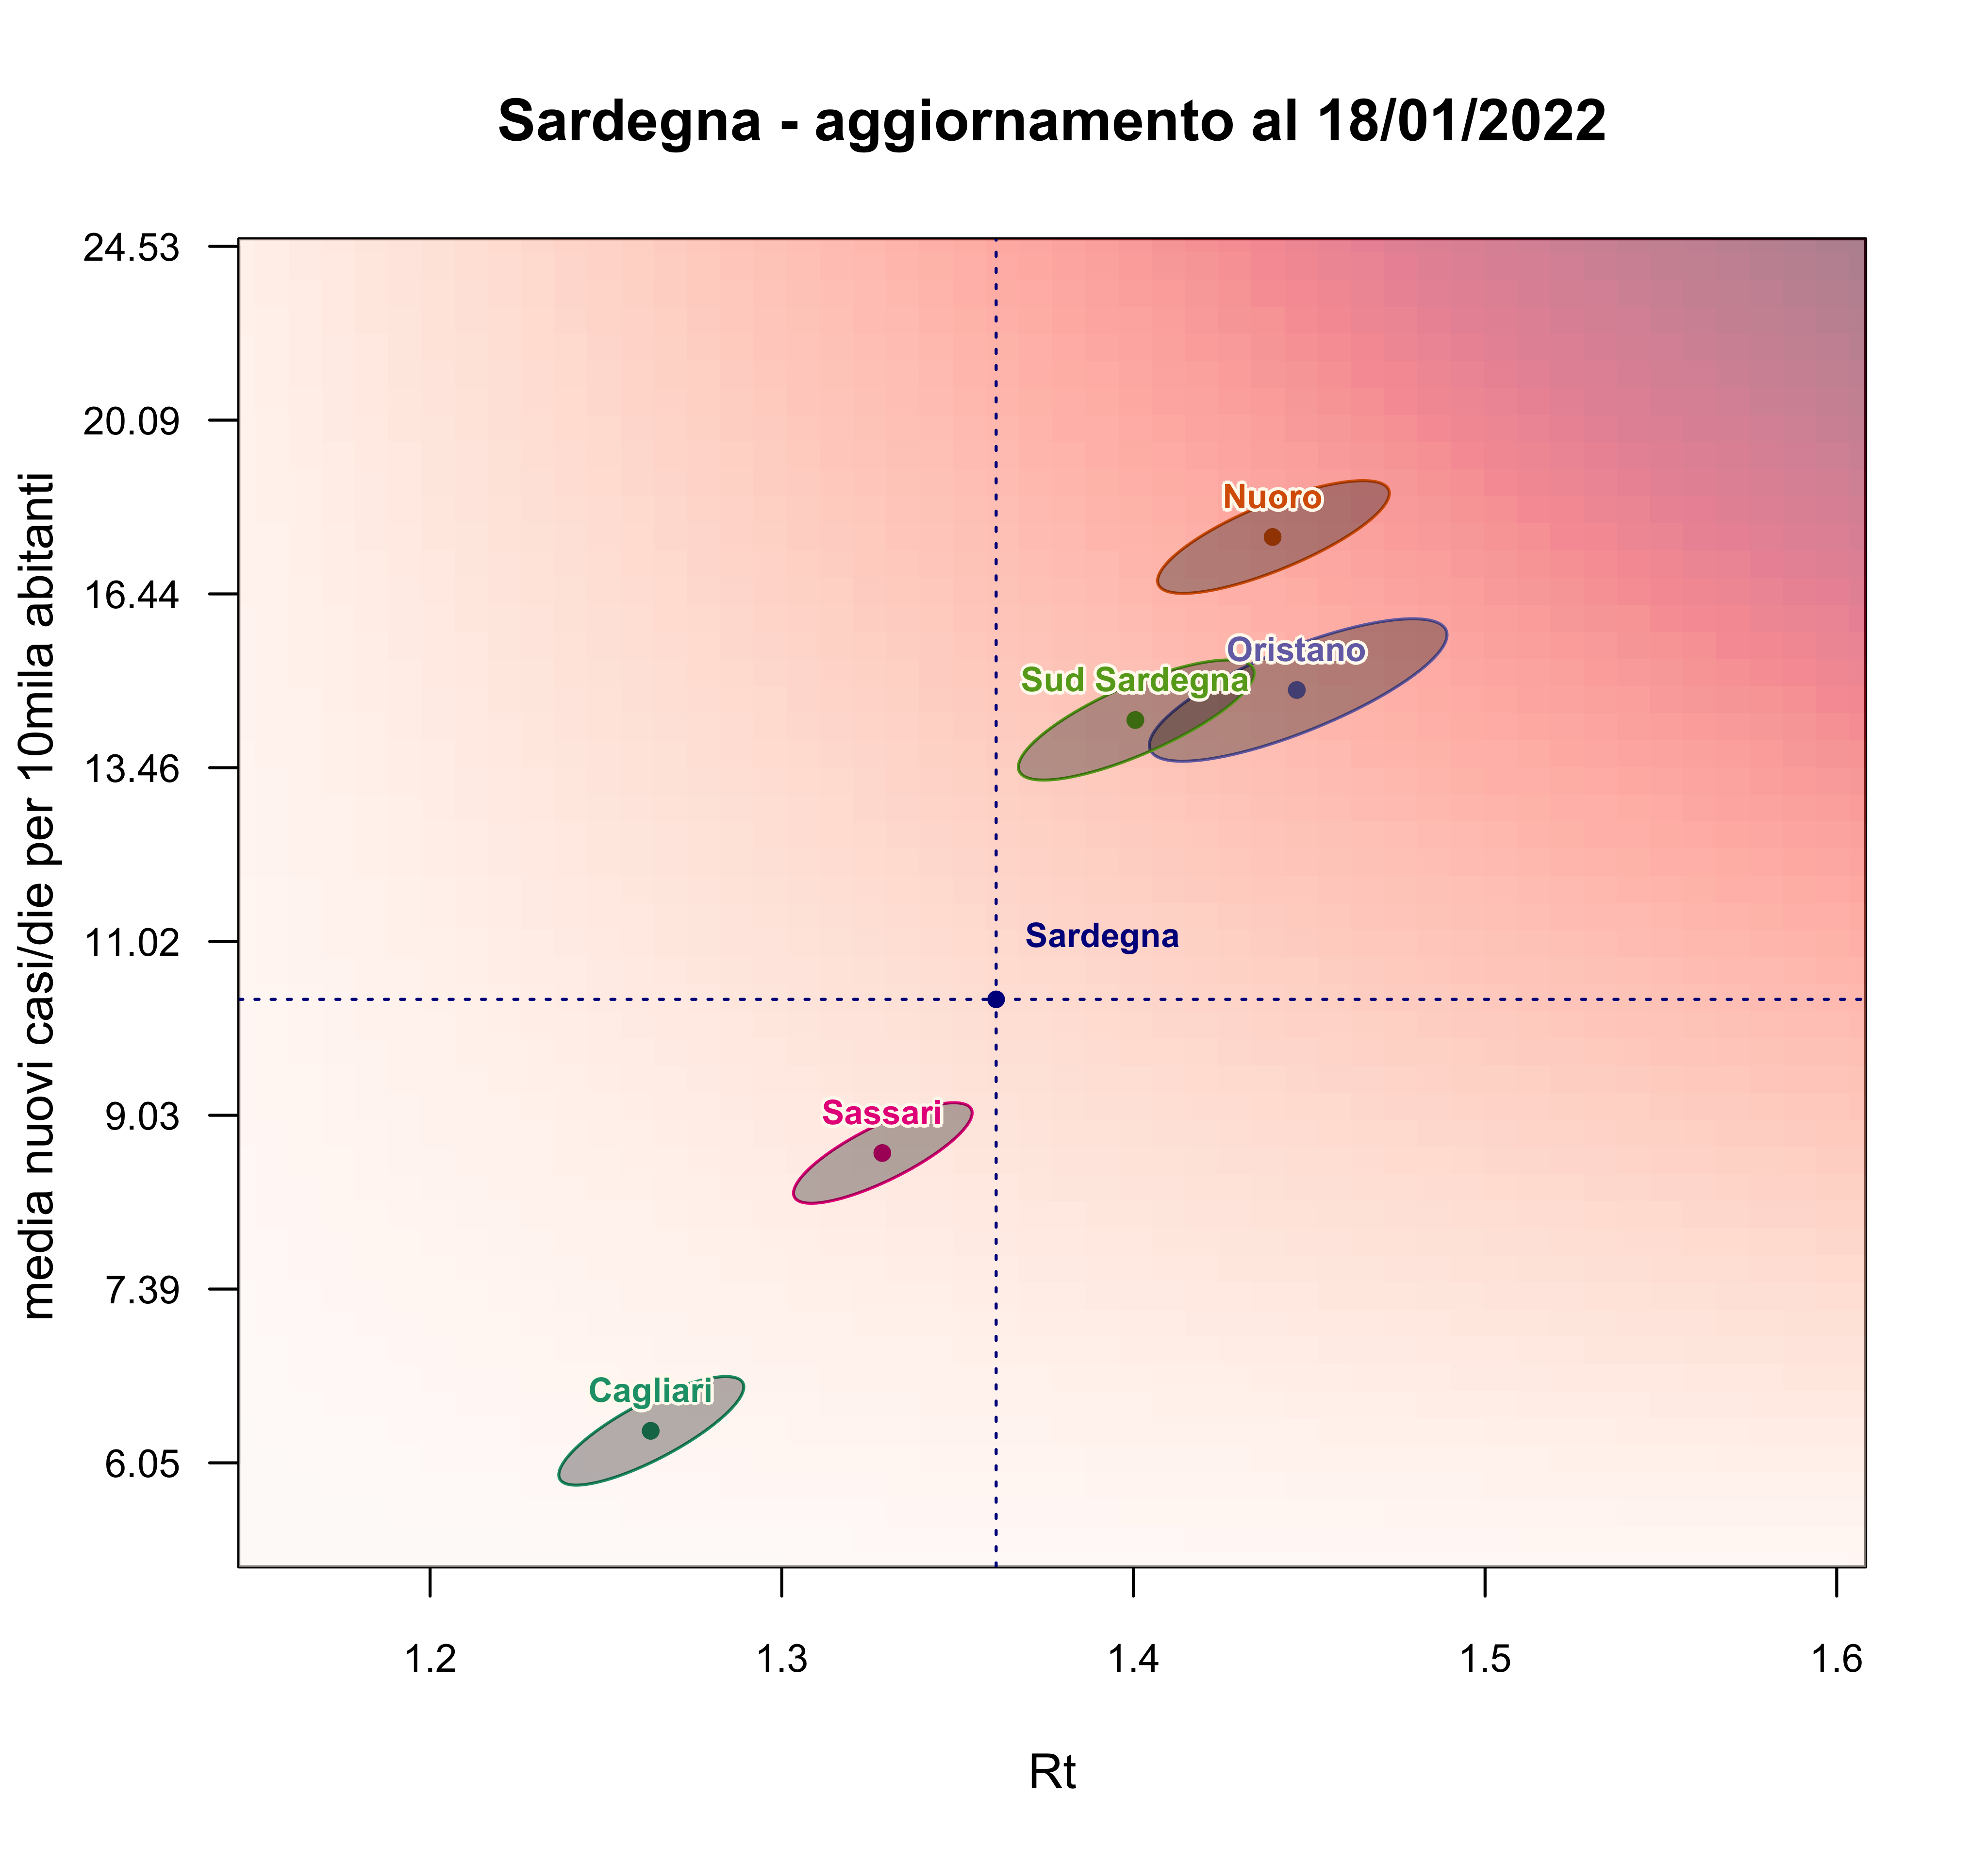 Sardegna - aggiornamento al 18/01/2022
media nuovi casi/die per 10mila abitanti
24.53
20.09
16.44
13.46
11.02
9.03
7.39
6.05
Nuoro
Oristano
Sud Sardegna
Sardegna
Sassari
Cagliari
1.2 1.3 1.4 1.5 1.6
Rt